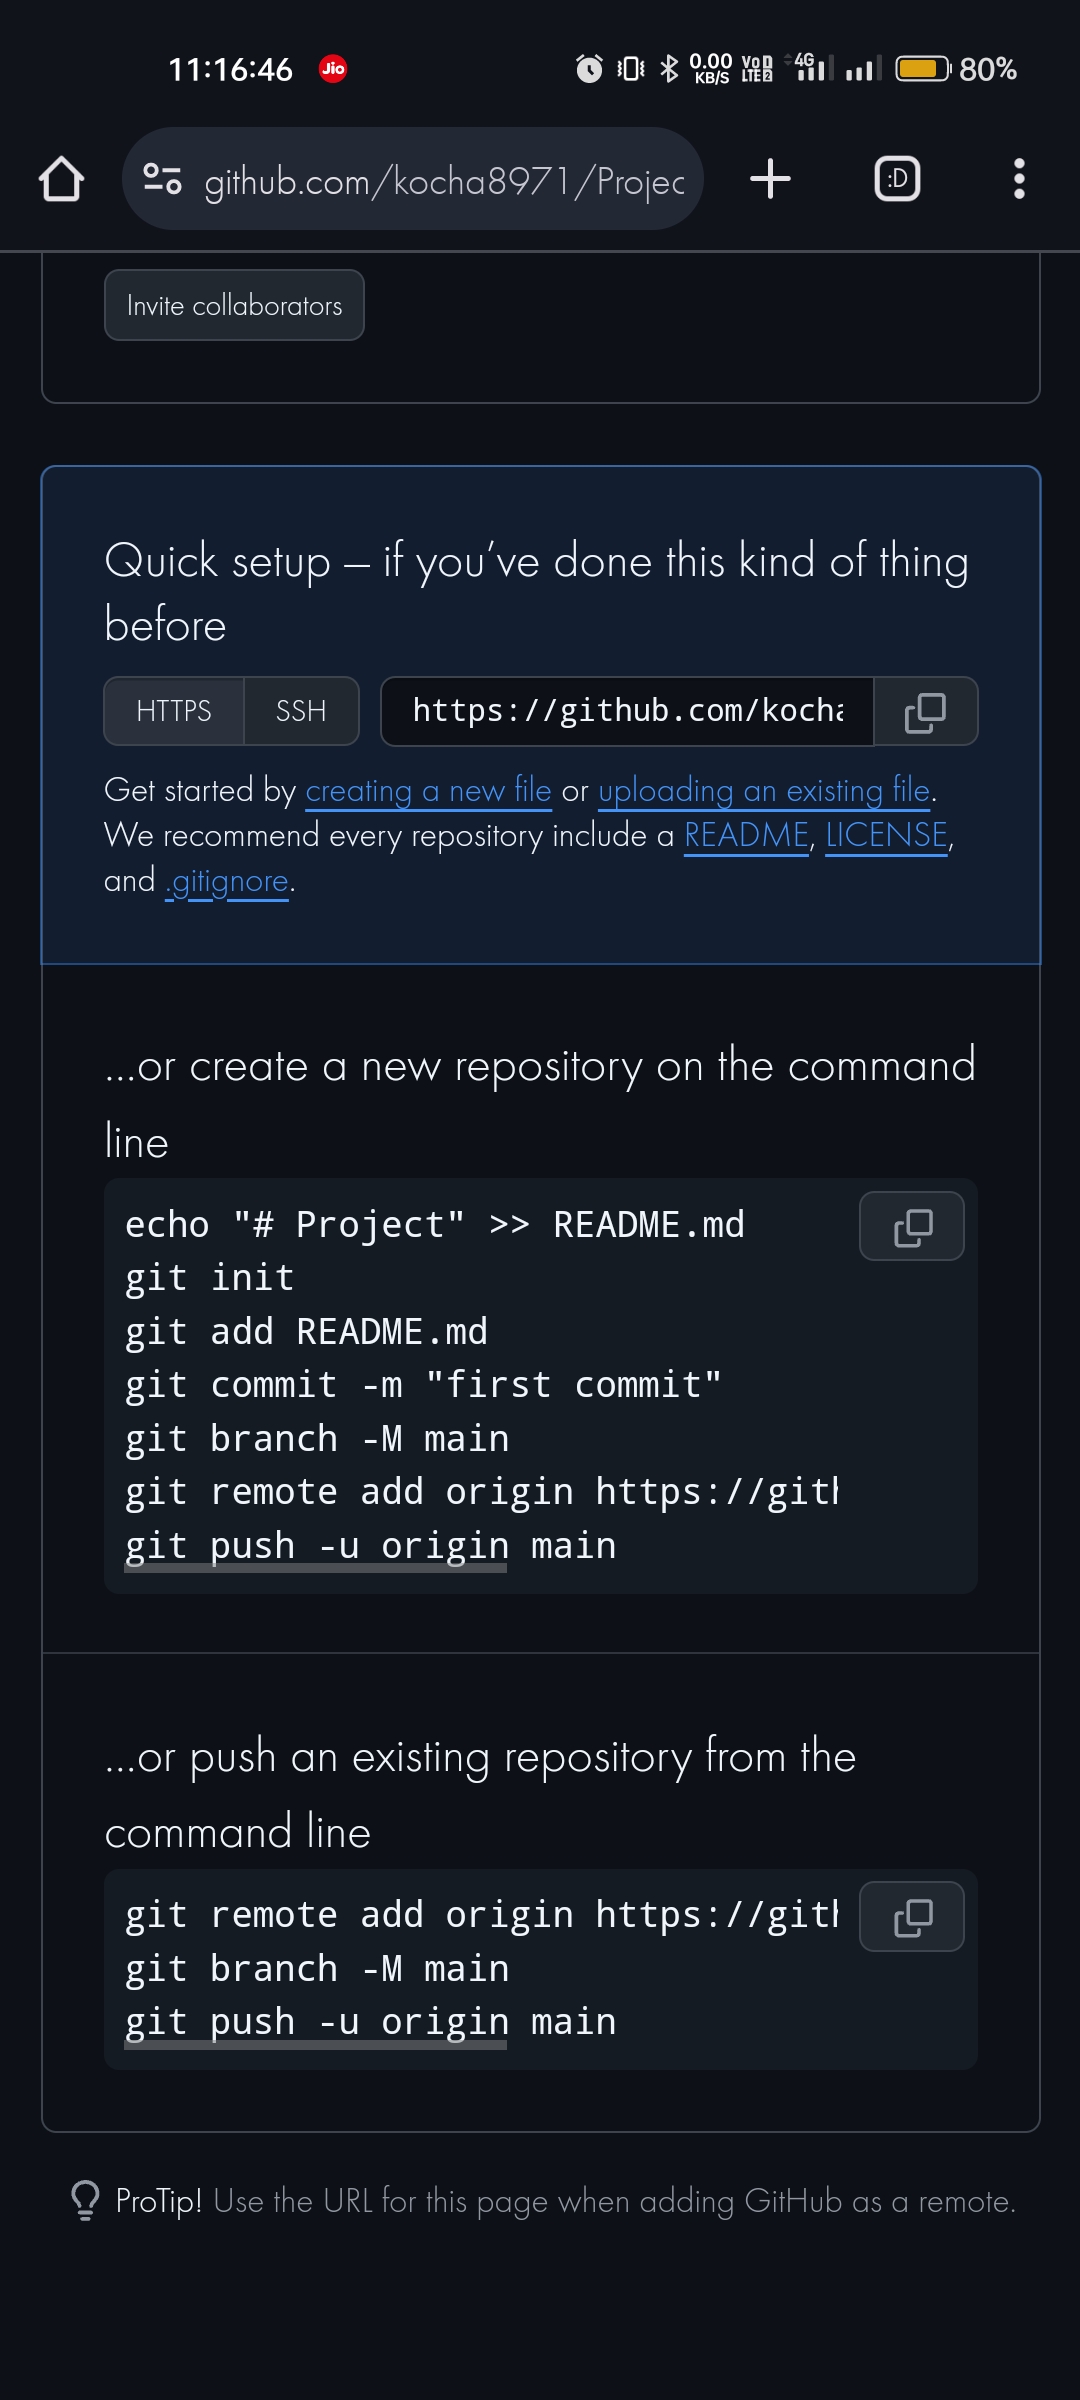 11:16:46 Jio 0.00 KB/S VoD LTE 2 4G 80%
github.com/kocha8971/Projec
:D
Invite collaborators
Quick setup — if you’ve done this kind of thing
before
HTTPS SSH https://github.com/kocha
Get started by creating a new file or uploading an existing file.
We recommend every repository include a README, LICENSE,
and .gitignore.
…or create a new repository on the command
line
echo "# Project" >> README.md
git init
git add README.md
git commit -m "first commit"
git branch -M main
git remote add origin https://gith
git push -u origin main
…or push an existing repository from the
command line
git remote add origin https://gith
git branch -M main
git push -u origin main
ProTip! Use the URL for this page when adding GitHub as a remote.